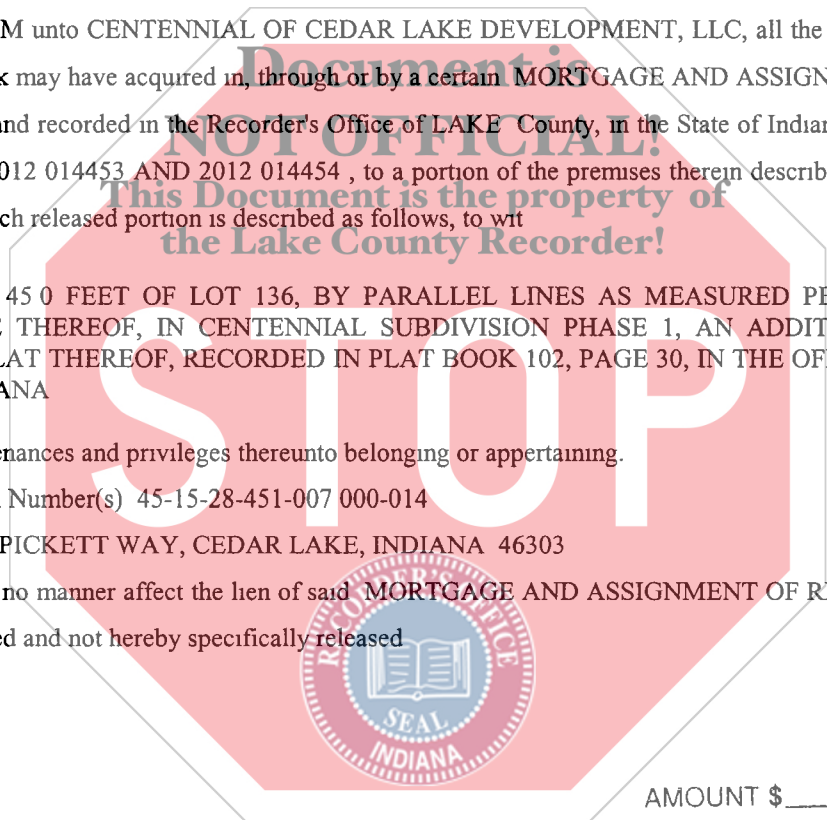 M unto CENTENNIAL OF CEDAR LAKE DEVELOPMENT, LLC, all the
Document is
x may have acquired in, through or by a certain MORTGAGE AND ASSIGN
NOT OFFICIAL!
and recorded in the Recorder's Office of LAKE County, in the State of Indian
012 014453 AND 2012 014454 , to a portion of the premises therein describ
This Document is the property of
ch released portion is described as follows, to wit
the Lake County Recorder!
45 0 FEET OF LOT 136, BY PARALLEL LINES AS MEASURED PE
THEREOF, IN CENTENNIAL SUBDIVISION PHASE 1, AN ADDIT
LAT THEREOF, RECORDED IN PLAT BOOK 102, PAGE 30, IN THE OF
ANA
STOP
enances and privileges thereunto belonging or appertaining.
Number(s) 45-15-28-451-007 000-014
PICKETT WAY, CEDAR LAKE, INDIANA 46303
no manner affect the lien of said MORTGAGE AND ASSIGNMENT OF R
ed and not hereby specifically released
RECORDER'S OFFICE
SEAL
INDIANA
AMOUNT $